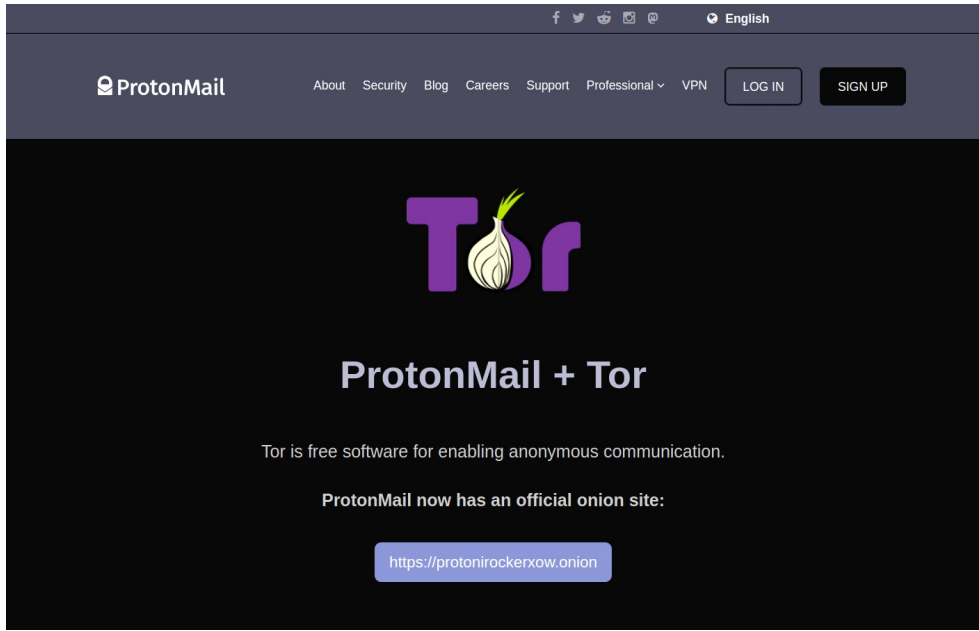 English
ProtonMail
About Security Blog Careers Support Professional VPN LOG IN SIGN UP
Tor
ProtonMail + Tor
Tor is free software for enabling anonymous communication.
ProtonMail now has an official onion site:
https://protonirockerxow.onion